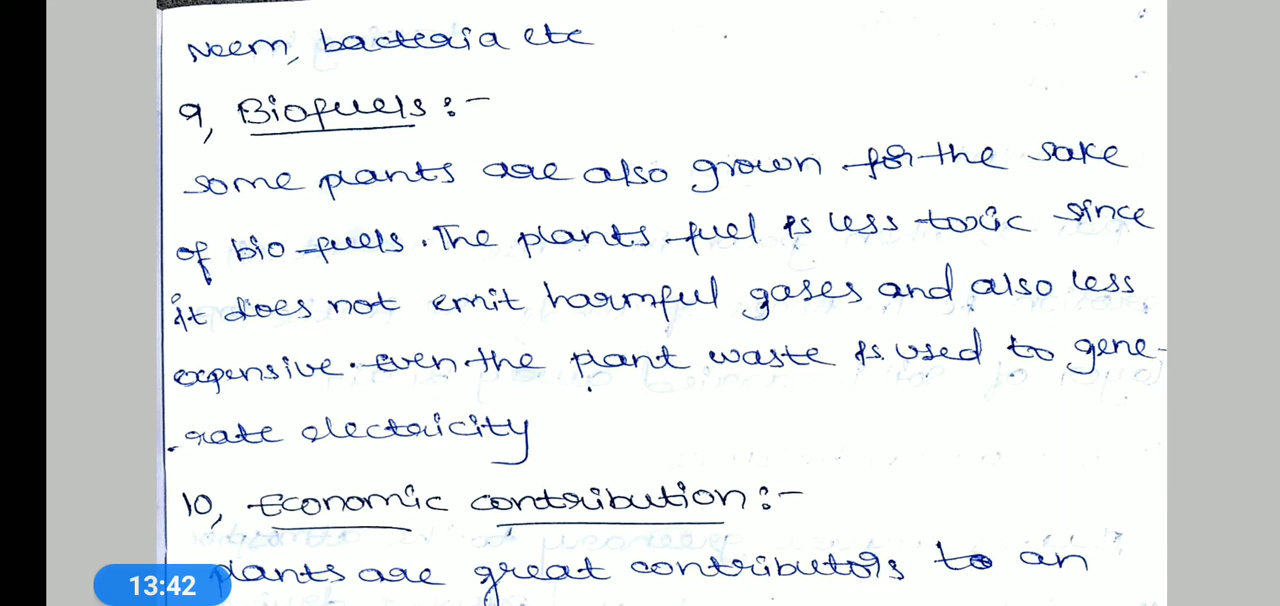 Neem, bacteria etc
9, Biofuels :-
some plants are also grown for the sake
of bio fuels. The plants fuel is less toxic since
it does not emit harmful gases and also less
expensive. Even the plant waste is used to gene-
-rate electricity
10, Economic contribution :-
plants are great contributors to an
13:42